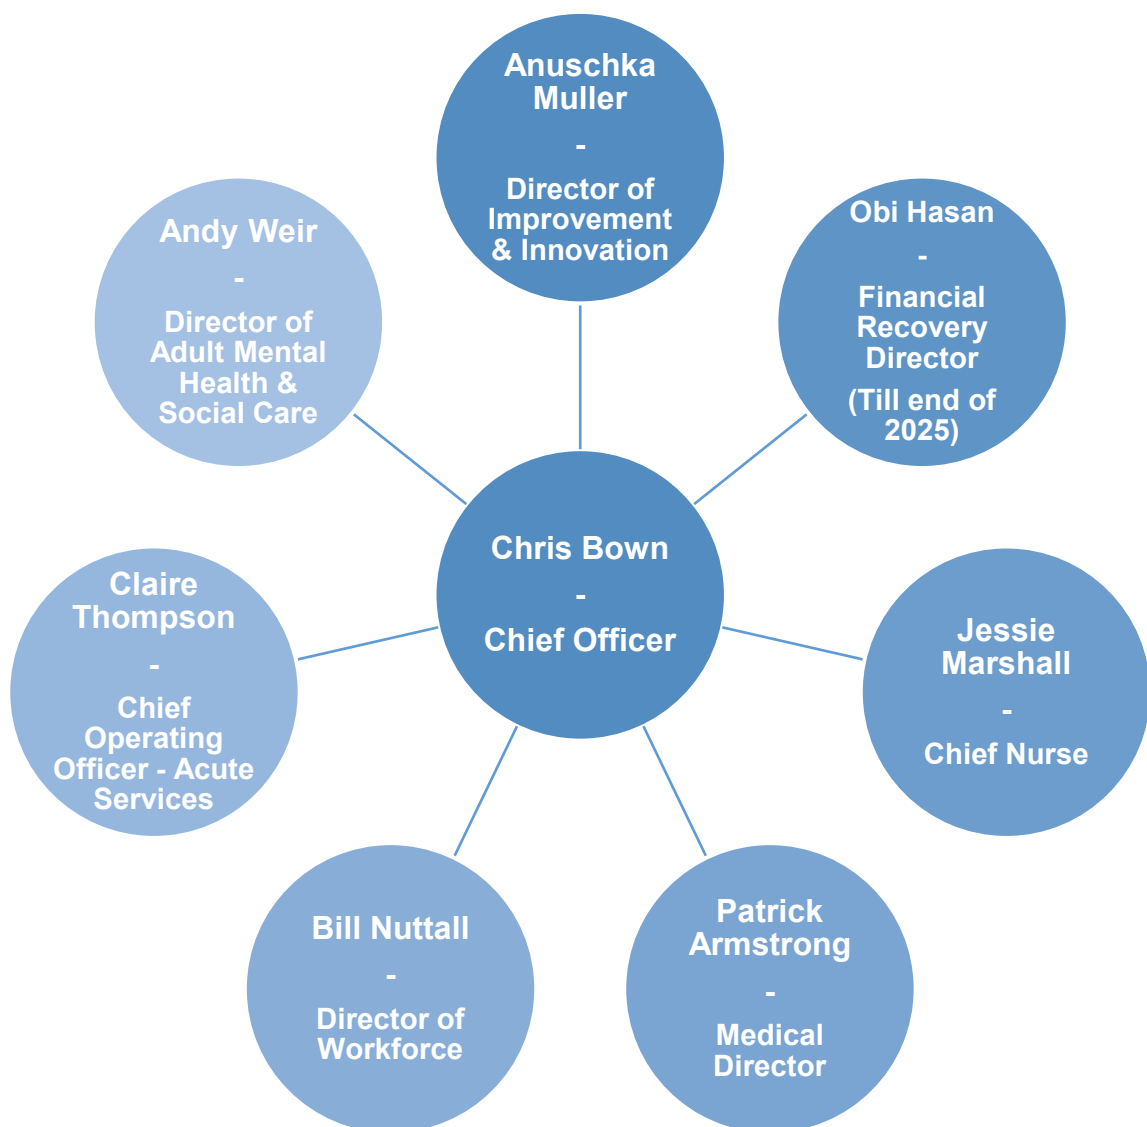 Anuschka
Muller
-
Director of
Improvement
& Innovation
Obi Hasan
-
Financial
Recovery
Director
(Till end of
2025)
Jessie
Marshall
-
Chief Nurse
Patrick
Armstrong
-
Medical
Director
Bill Nuttall
-
Director of
Workforce
Claire
Thompson
-
Chief
Operating
Officer - Acute
Services
Andy Weir
-
Director of
Adult Mental
Health &
Social Care
Chris Bown
-
Chief Officer